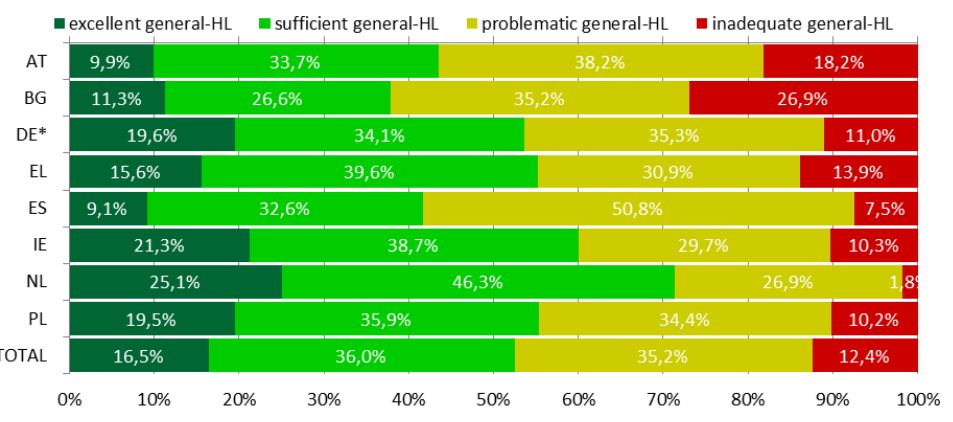 excellent general-HL sufficient general-HL problematic general-HL inadequate general-HL
AT 9,9% 33,7% 38,2% 18,2%
BG 11,3% 26,6% 35,2% 26,9%
DE* 19,6% 34,1% 35,3% 11,0%
EL 15,6% 39,6% 30,9% 13,9%
ES 9,1% 32,6% 50,8% 7,5%
IE 21,3% 38,7% 29,7% 10,3%
NL 25,1% 46,3% 26,9% 1,8%
PL 19,5% 35,9% 34,4% 10,2%
TOTAL 16,5% 36,0% 35,2% 12,4%
0% 10% 20% 30% 40% 50% 60% 70% 80% 90% 100%